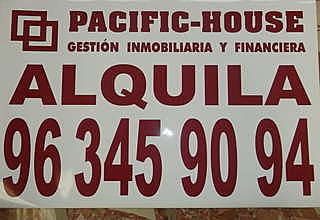 PACIFIC-HOUSE
GESTIÓN INMOBILIARIA Y FINANCIERA
ALQUILA
96 345 90 94